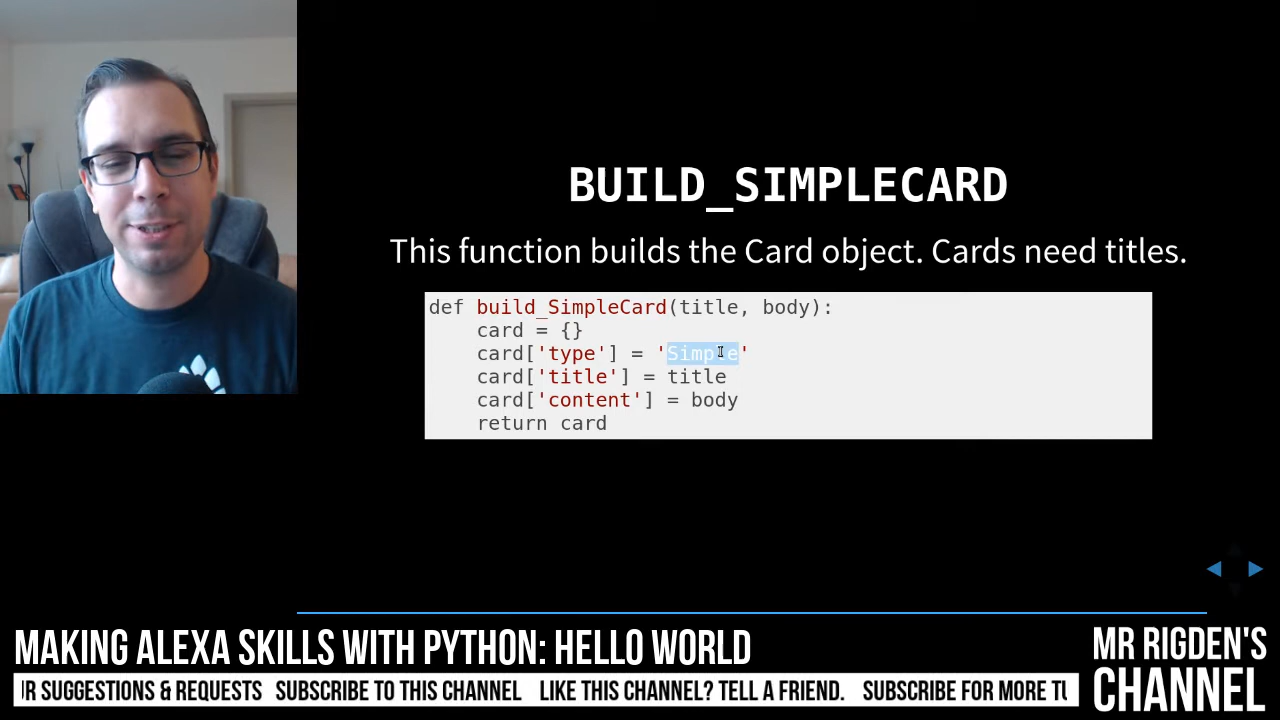 BUILD_SIMPLECARD
This function builds the Card object. Cards need titles.
def build_SimpleCard(title, body):
    card = {}
    card['type'] = 'Simple'
    card['title'] = title
    card['content'] = body
    return card
MAKING ALEXA SKILLS WITH PYTHON: HELLO WORLD
MR RIGDEN'S
CHANNEL
SUGGESTIONS & REQUESTS SUBSCRIBE TO THIS CHANNEL LIKE THIS CHANNEL? TELL A FRIEND. SUBSCRIBE FOR MORE